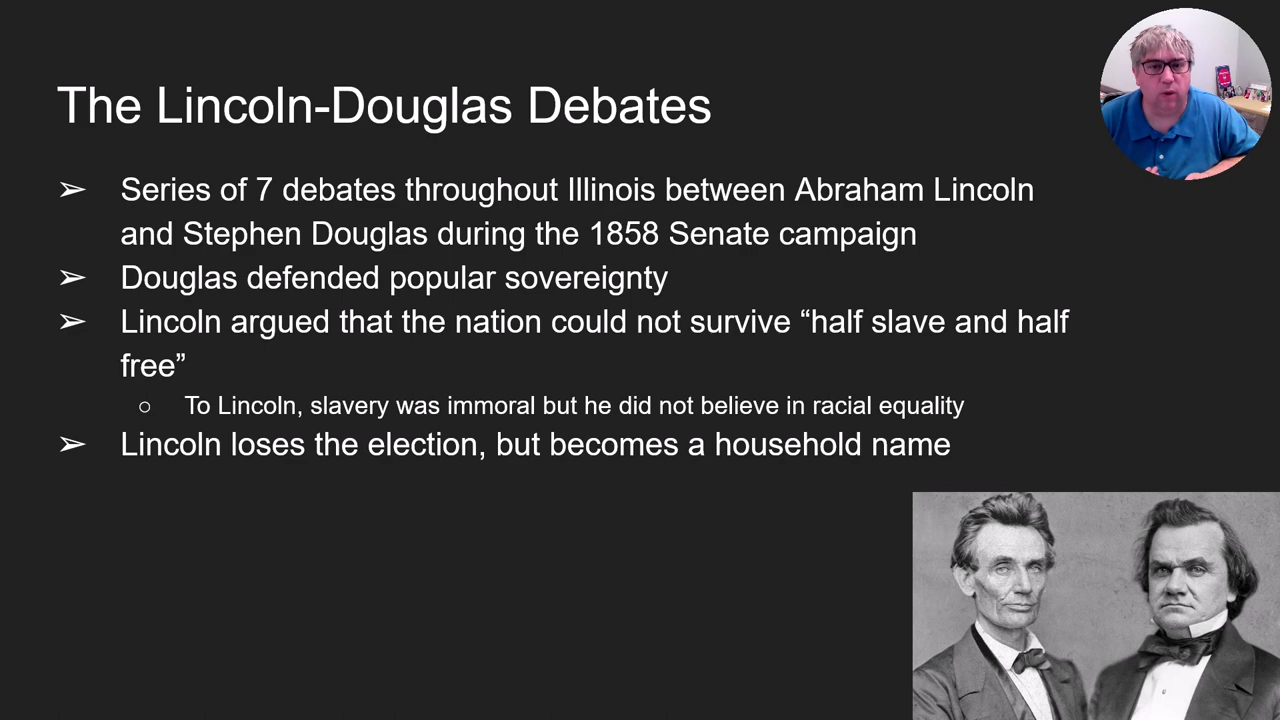 The Lincoln-Douglas Debates
➢ Series of 7 debates throughout Illinois between Abraham Lincoln
and Stephen Douglas during the 1858 Senate campaign
➢ Douglas defended popular sovereignty
➢ Lincoln argued that the nation could not survive “half slave and half
free”
○ To Lincoln, slavery was immoral but he did not believe in racial equality
➢ Lincoln loses the election, but becomes a household name